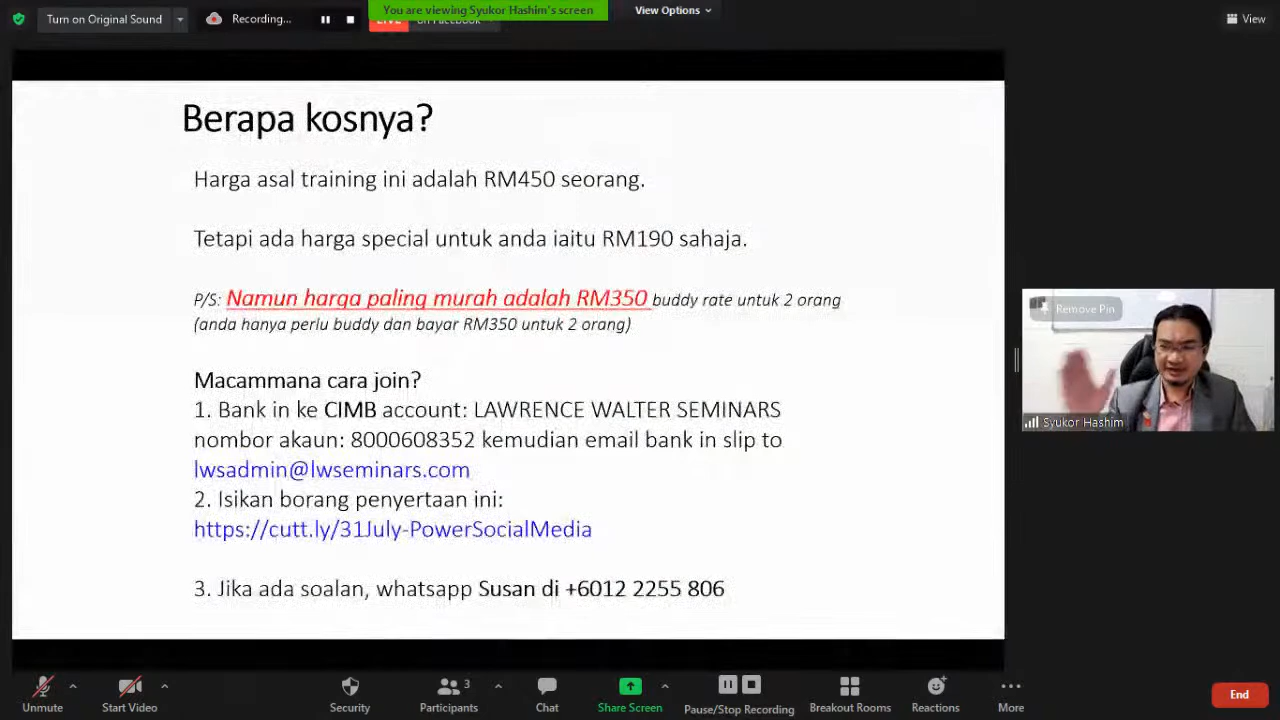 You are viewing Syukor Hashim's screen
View Options
Turn on Original Sound
Recording...
LIVE on Facebook
View
Berapa kosnya?
Harga asal training ini adalah RM450 seorang.
Tetapi ada harga special untuk anda iaitu RM190 sahaja.
P/S: Namun harga paling murah adalah RM350 buddy rate untuk 2 orang
(anda hanya perlu buddy dan bayar RM350 untuk 2 orang)
Macammana cara join?
1. Bank in ke CIMB account: LAWRENCE WALTER SEMINARS
nombor akaun: 8000608352 kemudian email bank in slip to
lwsadmin@lwseminars.com
2. Isikan borang penyertaan ini:
https://cutt.ly/31July-PowerSocialMedia
3. Jika ada soalan, whatsapp Susan di +6012 2255 806
Remove Pin
Syukor Hashim
Unmute
Start Video
Security
3
Participants
Chat
Share Screen
Pause/Stop Recording
Breakout Rooms
Reactions
More
End